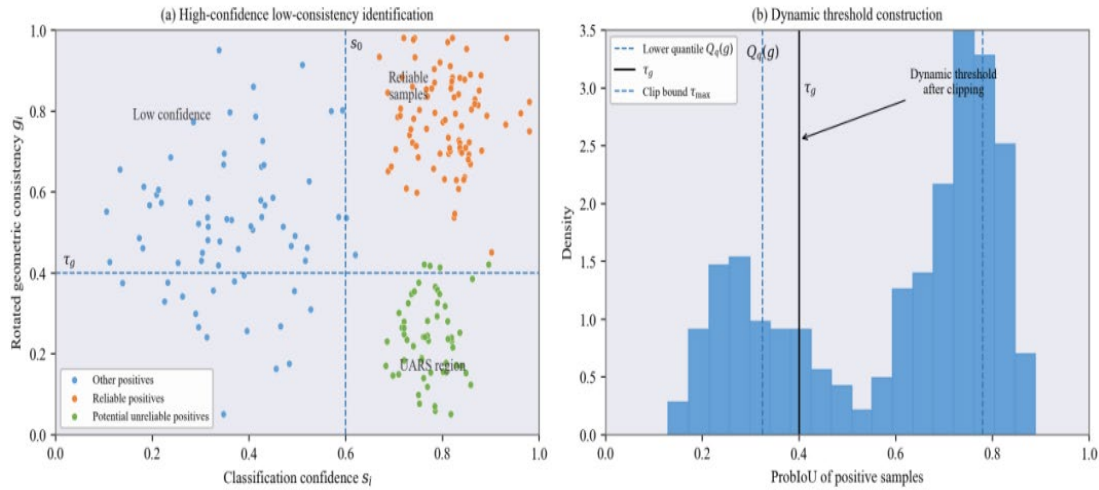 (a) High-confidence low-consistency identification
1.0
0.8
0.6
0.4
0.2
0.0
Rotated geometric consistency gᵢ
s₀
Reliable
samples
Low confidence
τg
UARS region
Other positives
Reliable positives
Potential unreliable positives
0.0 0.2 0.4 0.6 0.8 1.0
Classification confidence sᵢ
(b) Dynamic threshold construction
3.5
3.0
2.5
2.0
1.5
1.0
0.5
0.0
Density
Lower quantile Qq(g)
τg
Clip bound τmax
Qq(g)
τg
Dynamic threshold
after clipping
0.0 0.2 0.4 0.6 0.8 1.0
ProbIoU of positive samples